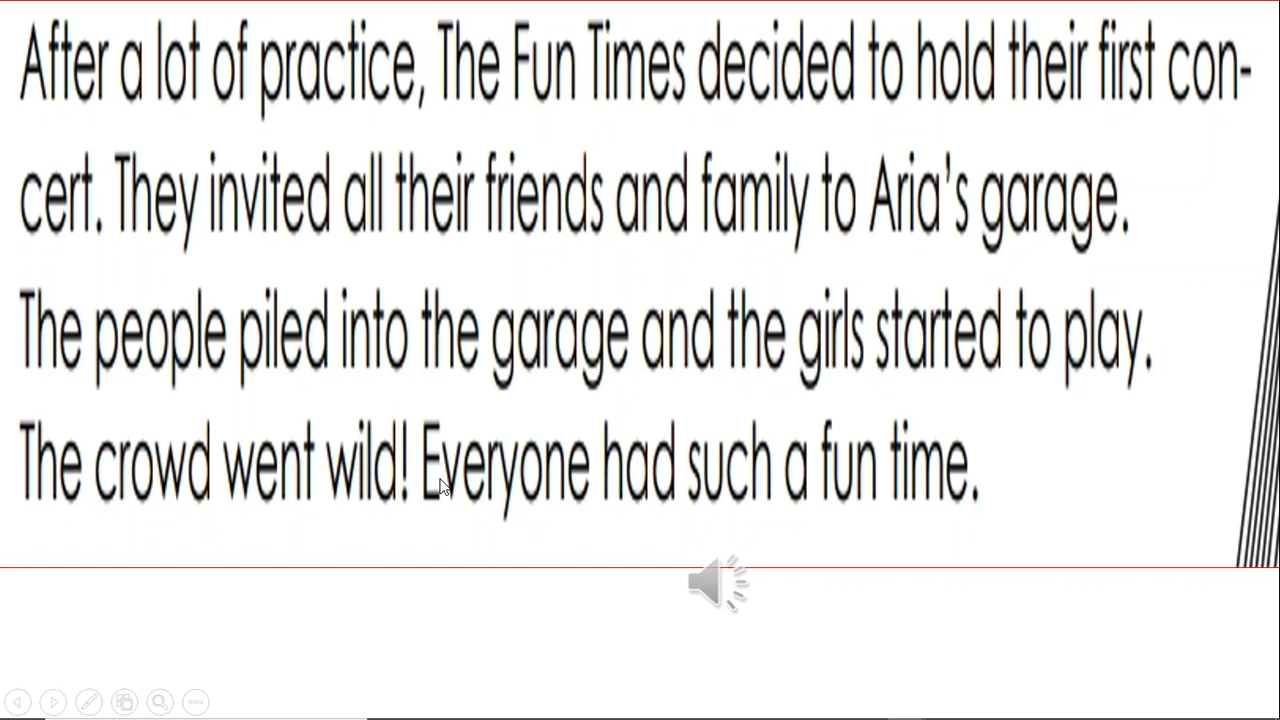 After a lot of practice, The Fun Times decided to hold their first con-
cert. They invited all their friends and family to Aria's garage.
The people piled into the garage and the girls started to play.
The crowd went wild! Everyone had such a fun time.